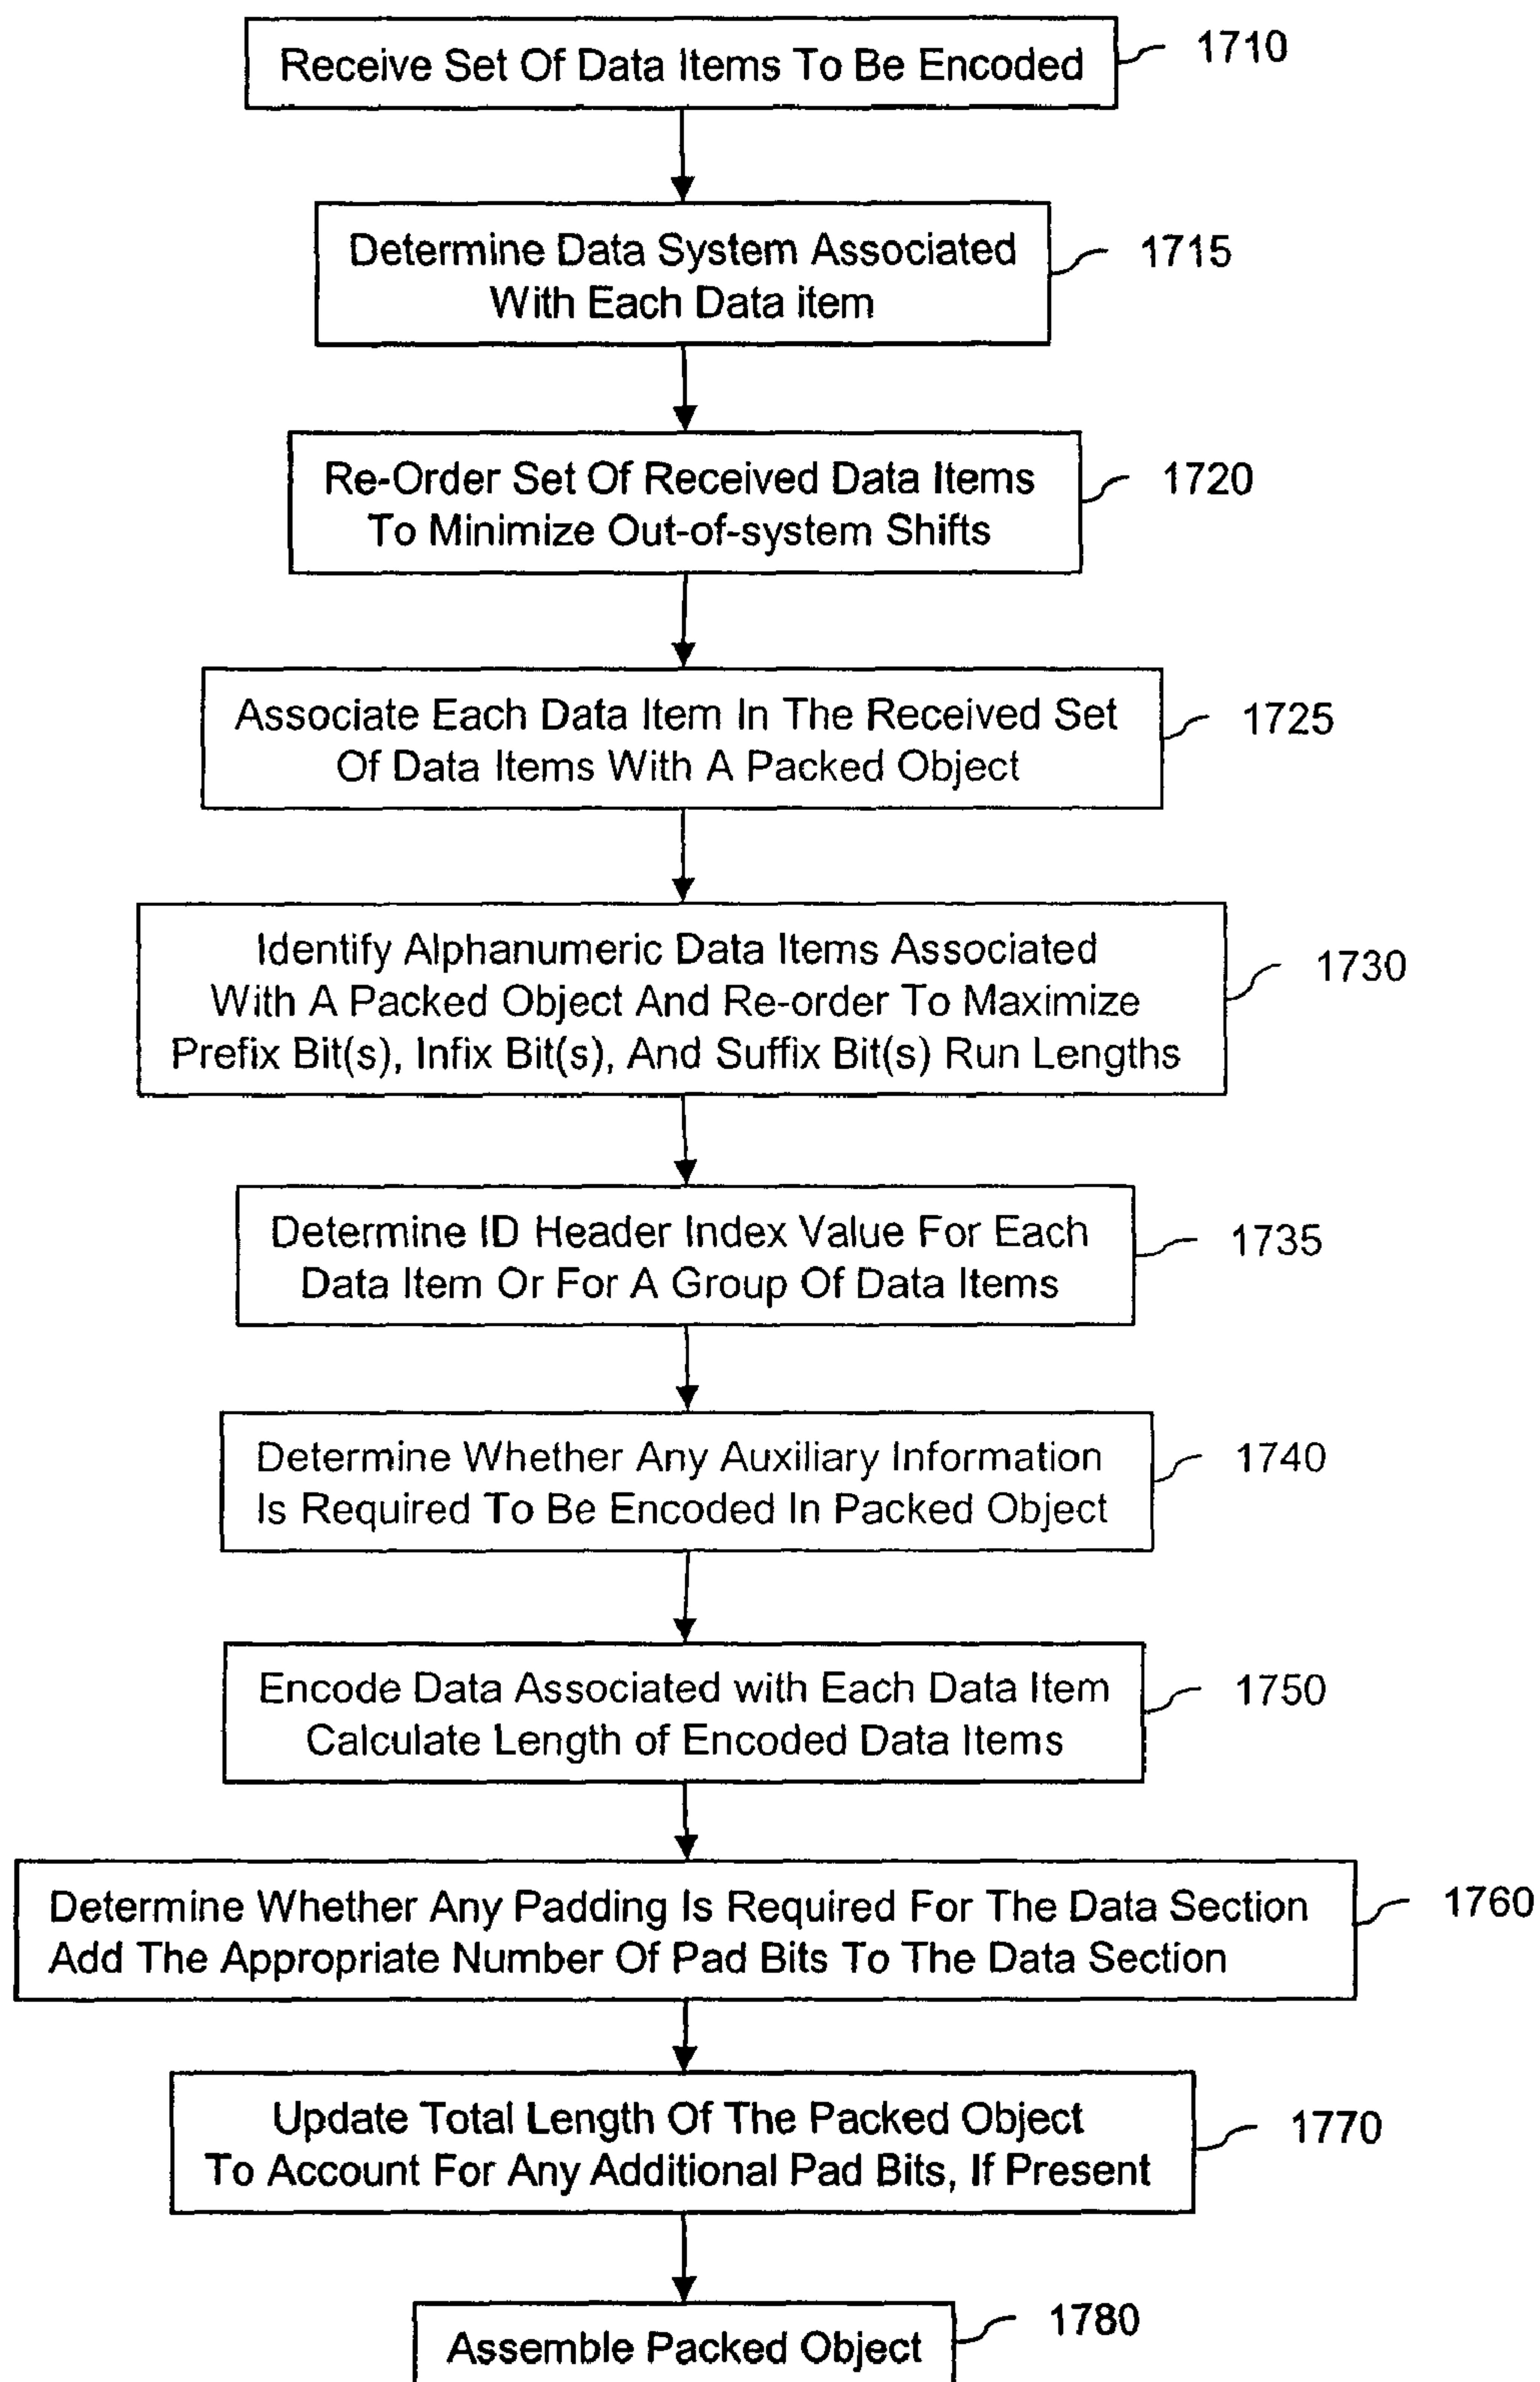 Receive Set Of Data Items To Be Encoded
1710
Determine Data System Associated
With Each Data item
1715
Re-Order Set Of Received Data Items
To Minimize Out-of-system Shifts
1720
Associate Each Data Item In The Received Set
Of Data Items With A Packed Object
1725
Identify Alphanumeric Data Items Associated
With A Packed Object And Re-order To Maximize
Prefix Bit(s), Infix Bit(s), And Suffix Bit(s) Run Lengths
1730
Determine ID Header Index Value For Each
Data Item Or For A Group Of Data Items
1735
Determine Whether Any Auxiliary Information
Is Required To Be Encoded In Packed Object
1740
Encode Data Associated with Each Data Item
Calculate Length of Encoded Data Items
1750
Determine Whether Any Padding Is Required For The Data Section
Add The Appropriate Number Of Pad Bits To The Data Section
1760
Update Total Length Of The Packed Object
To Account For Any Additional Pad Bits, If Present
1770
Assemble Packed Object
1780